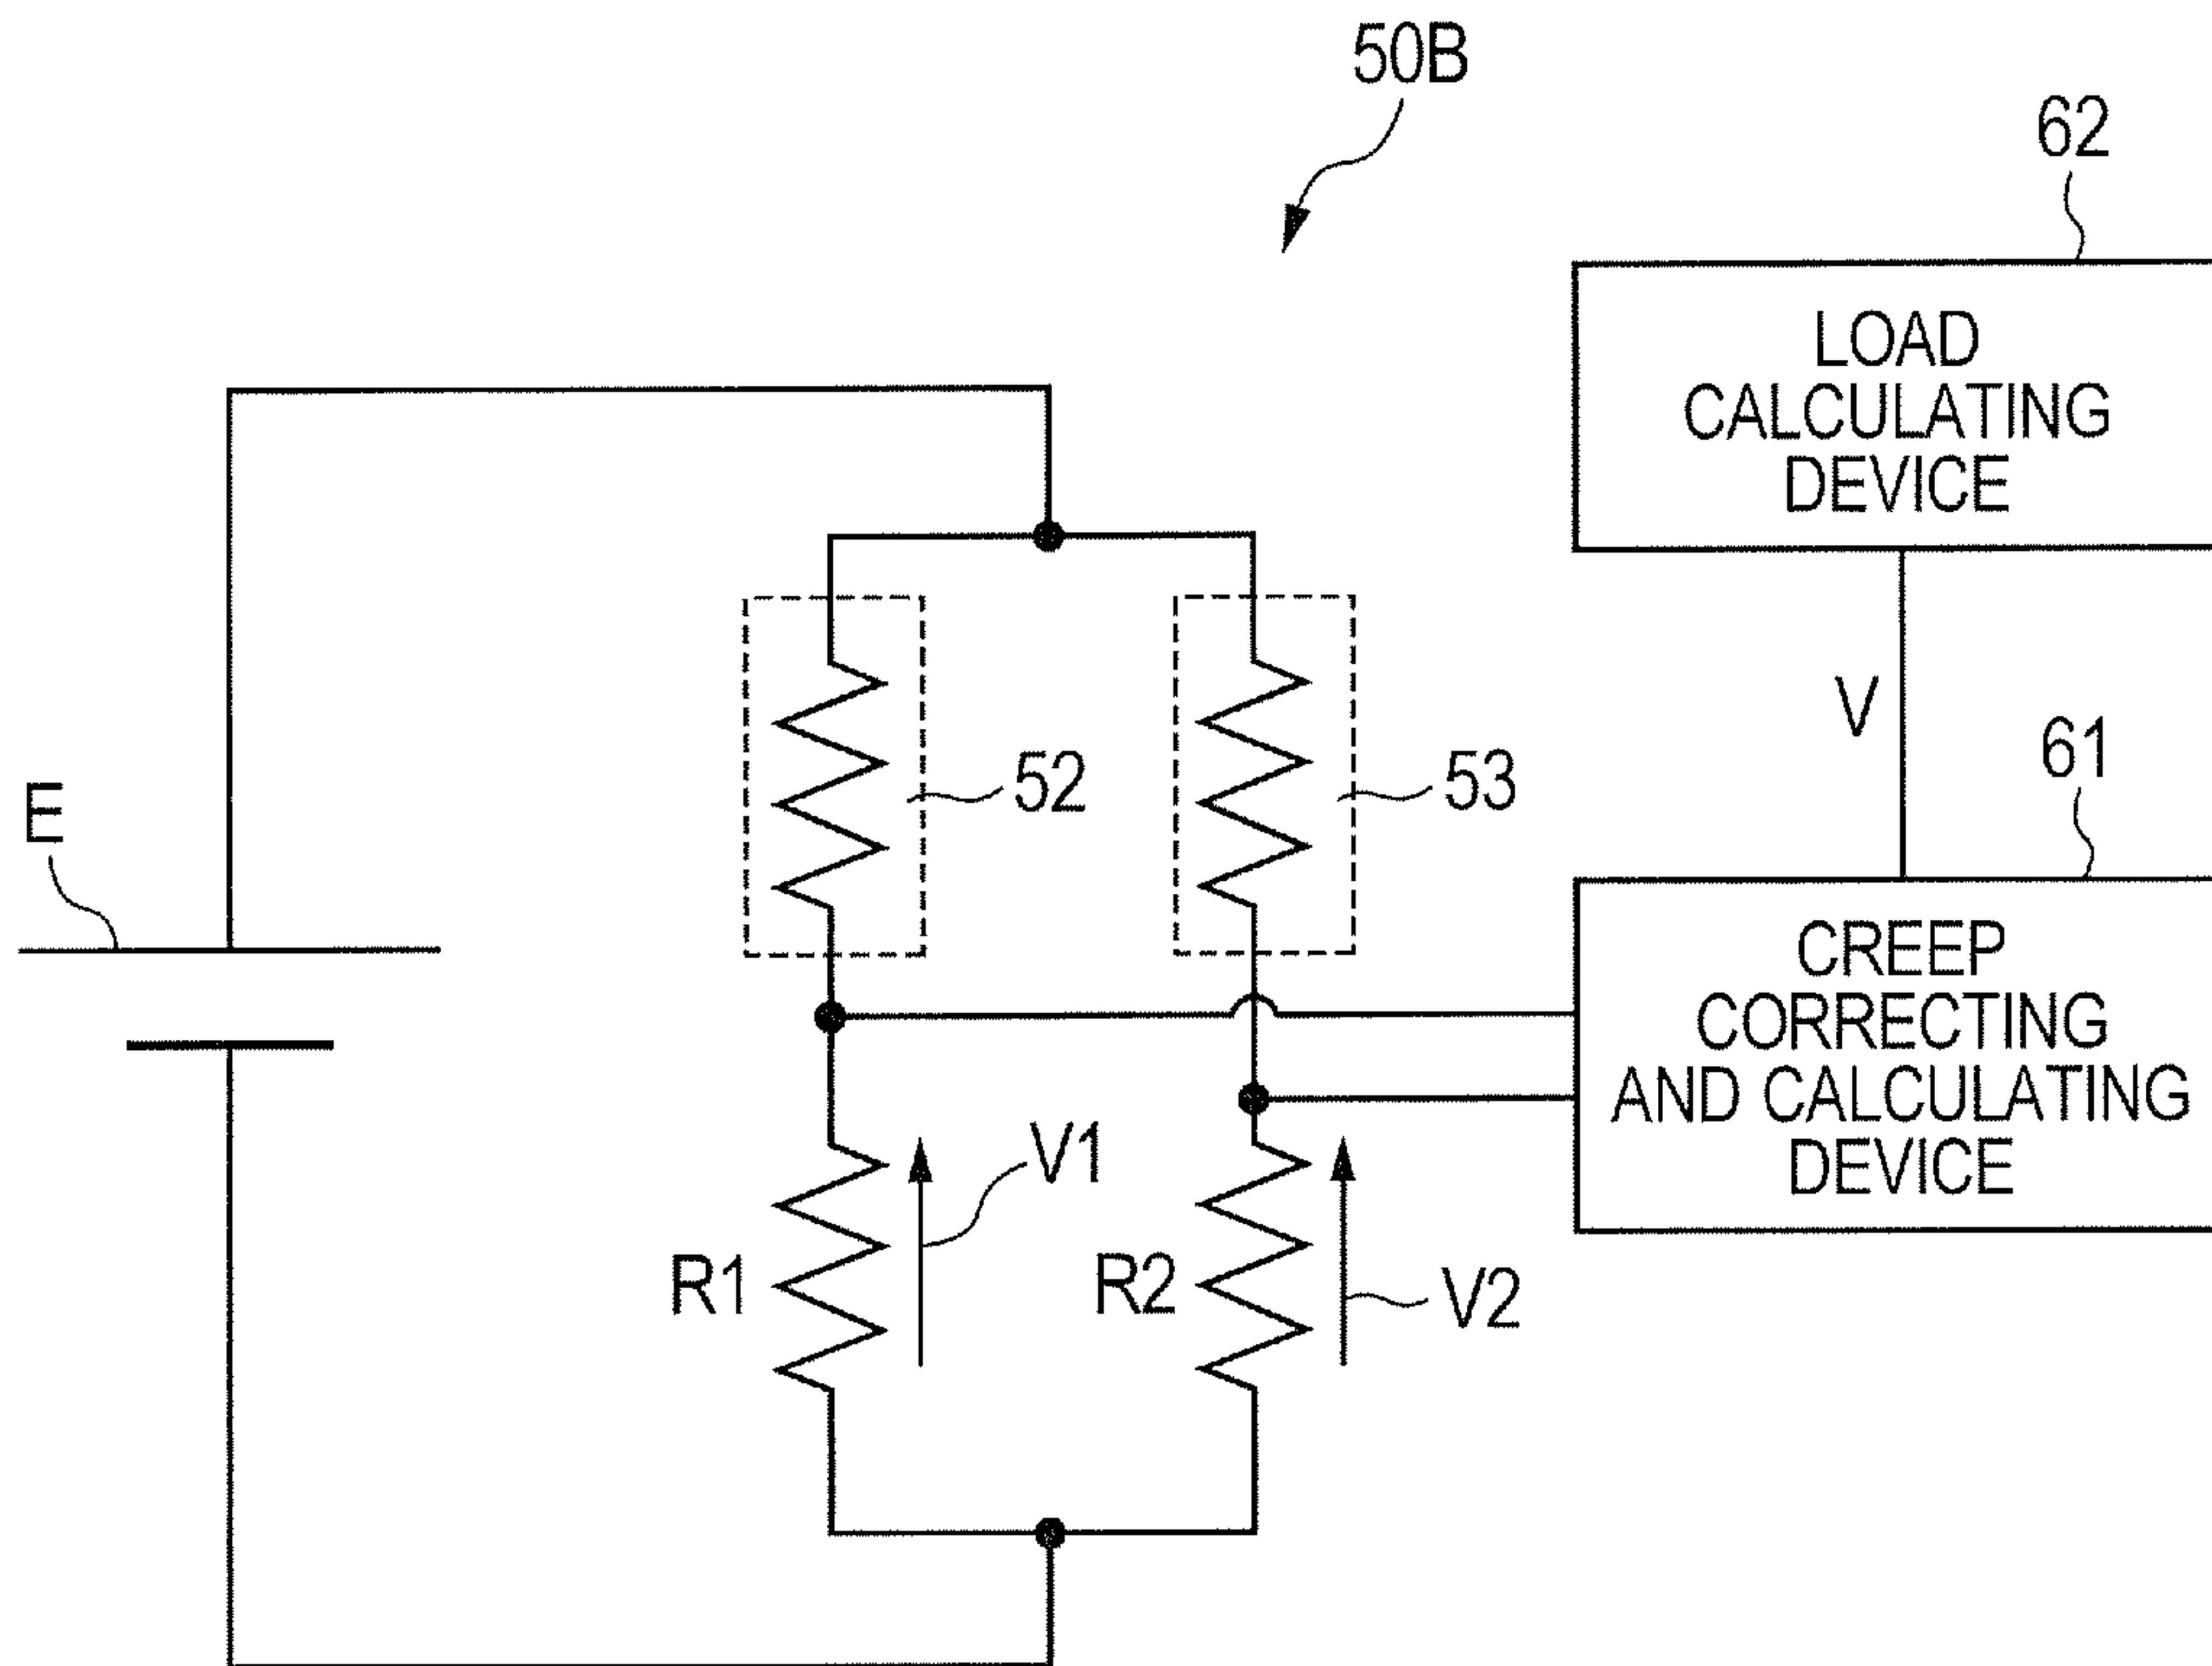 50B
62
LOAD
CALCULATING
DEVICE
V
61
E
52
53
CREEP
CORRECTING
AND CALCULATING
DEVICE
V1
R1
R2
V2